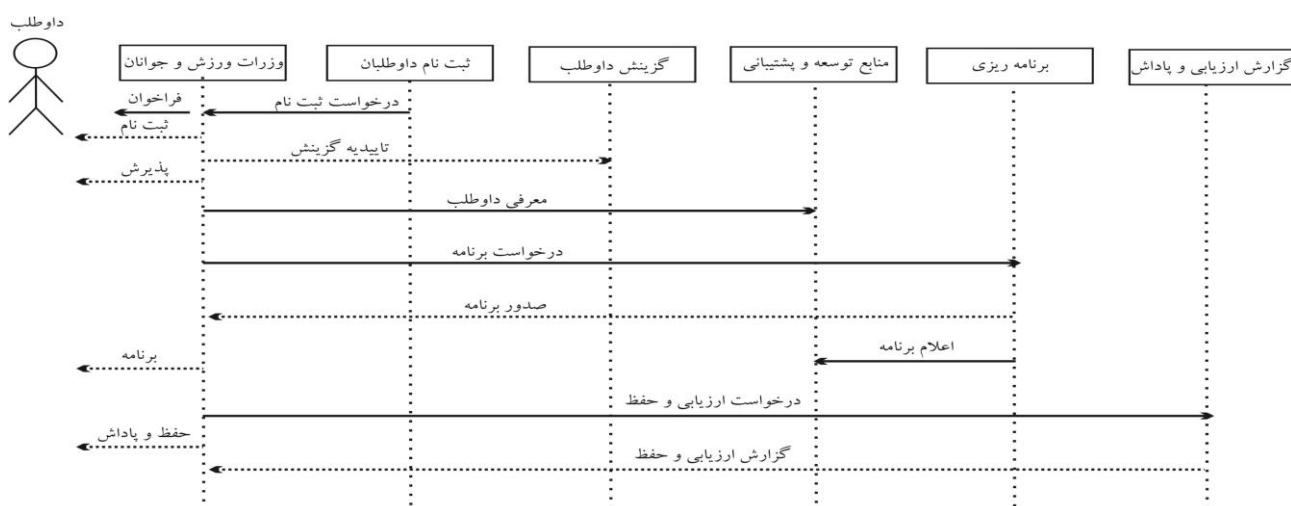 داوطلب
وزرات ورزش و جوانان
ثبت نام داوطلبان
گزینش داوطلب
منابع توسعه و پشتیبانی
برنامه ریزی
گزارش ارزیابی و پاداش
فراخوان
درخواست ثبت نام
ثبت نام
تاییدیه گزینش
پذیرش
معرفی داوطلب
درخواست برنامه
صدور برنامه
اعلام برنامه
برنامه
درخواست ارزیابی و حفظ
حفظ و پاداش
گزارش ارزیابی و حفظ